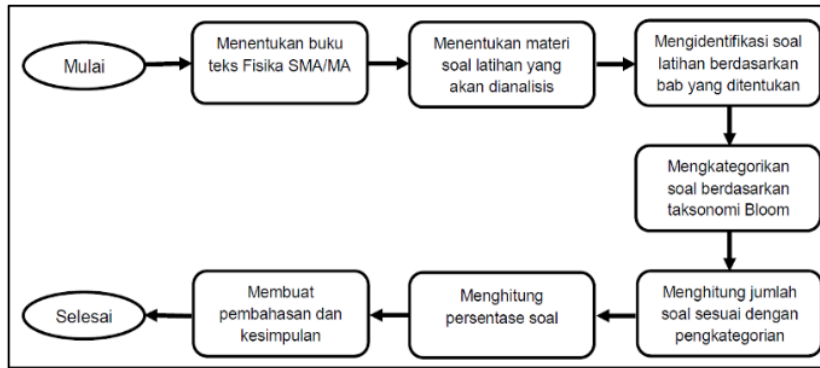 Mulai
Menentukan buku
teks Fisika SMA/MA
Menentukan materi
soal latihan yang
akan dianalisis
Mengidentifikasi soal
latihan berdasarkan
bab yang ditentukan
Mengkategorikan
soal berdasarkan
taksonomi Bloom
Menghitung jumlah
soal sesuai dengan
pengkategorian
Menghitung
persentase soal
Membuat
pembahasan dan
kesimpulan
Selesai